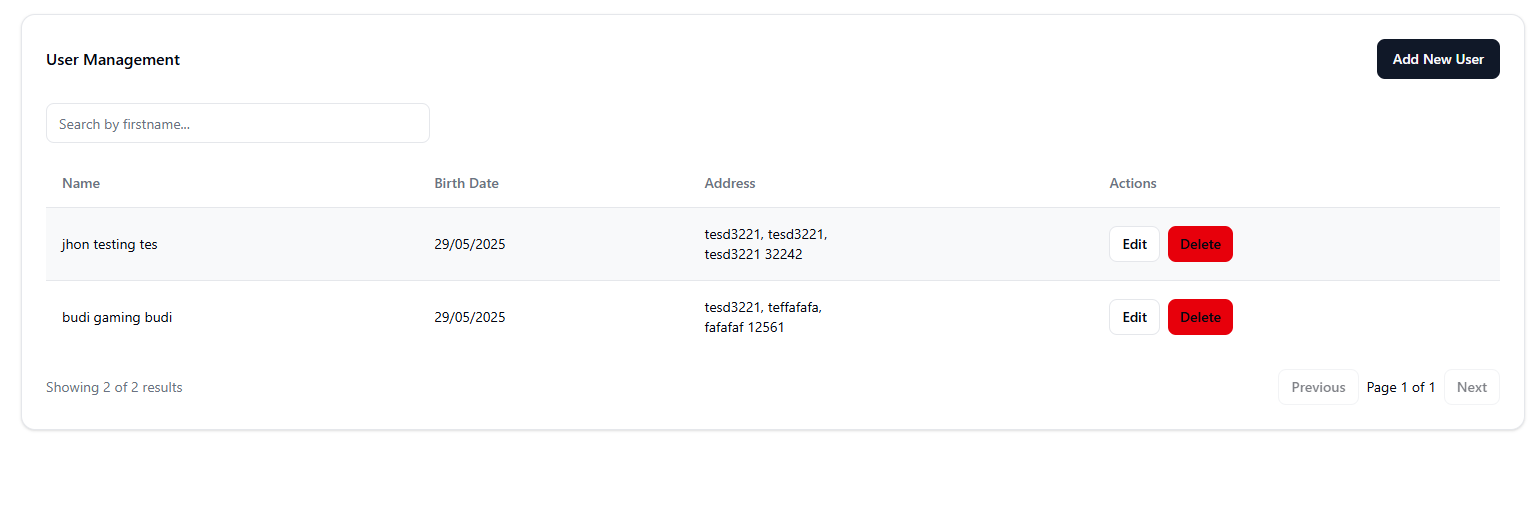 User Management
Add New User
Search by firstname...
Name Birth Date Address Actions
jhon testing tes 29/05/2025 tesd3221, tesd3221,
tesd3221 32242
Edit Delete
budi gaming budi 29/05/2025 tesd3221, teffafafa,
fafafaf 12561
Edit Delete
Showing 2 of 2 results
Previous Page 1 of 1 Next